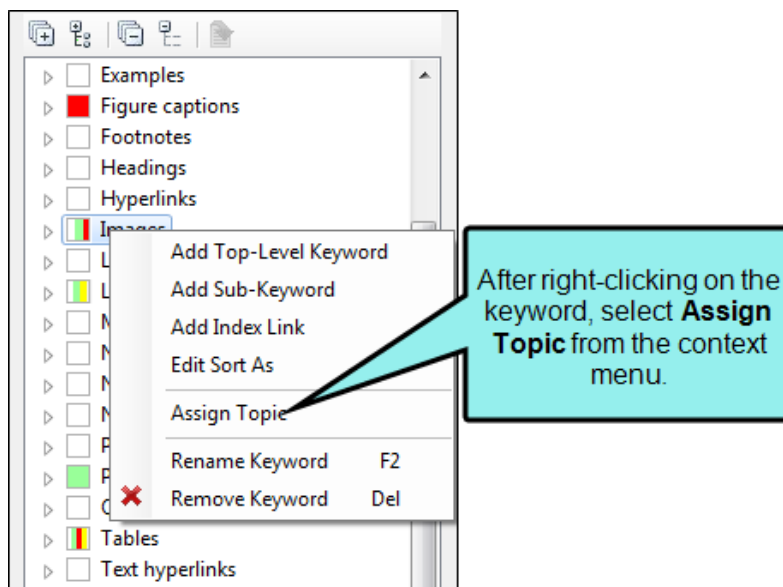 Examples
Figure captions
Footnotes
Headings
Hyperlinks
Images
L
Add Top-Level Keyword
L
Add Sub-Keyword
M
Add Index Link
N
Edit Sort As
N
N
Assign Topic
P
P
Rename Keyword F2
Remove Keyword Del
Tables
Text hyperlinks
After right-clicking on the
keyword, select Assign
Topic from the context
menu.